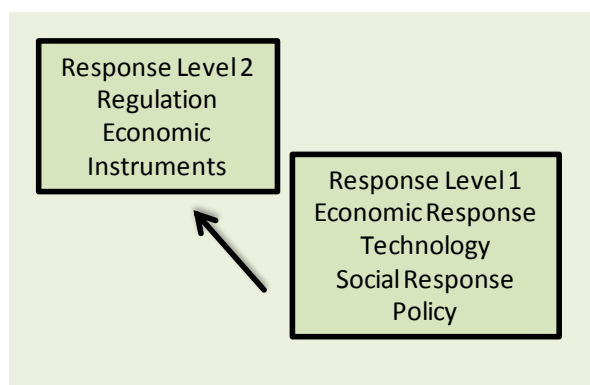 Response Level 2
Regulation
Economic
Instruments
Response Level 1
Economic Response
Technology
Social Response
Policy